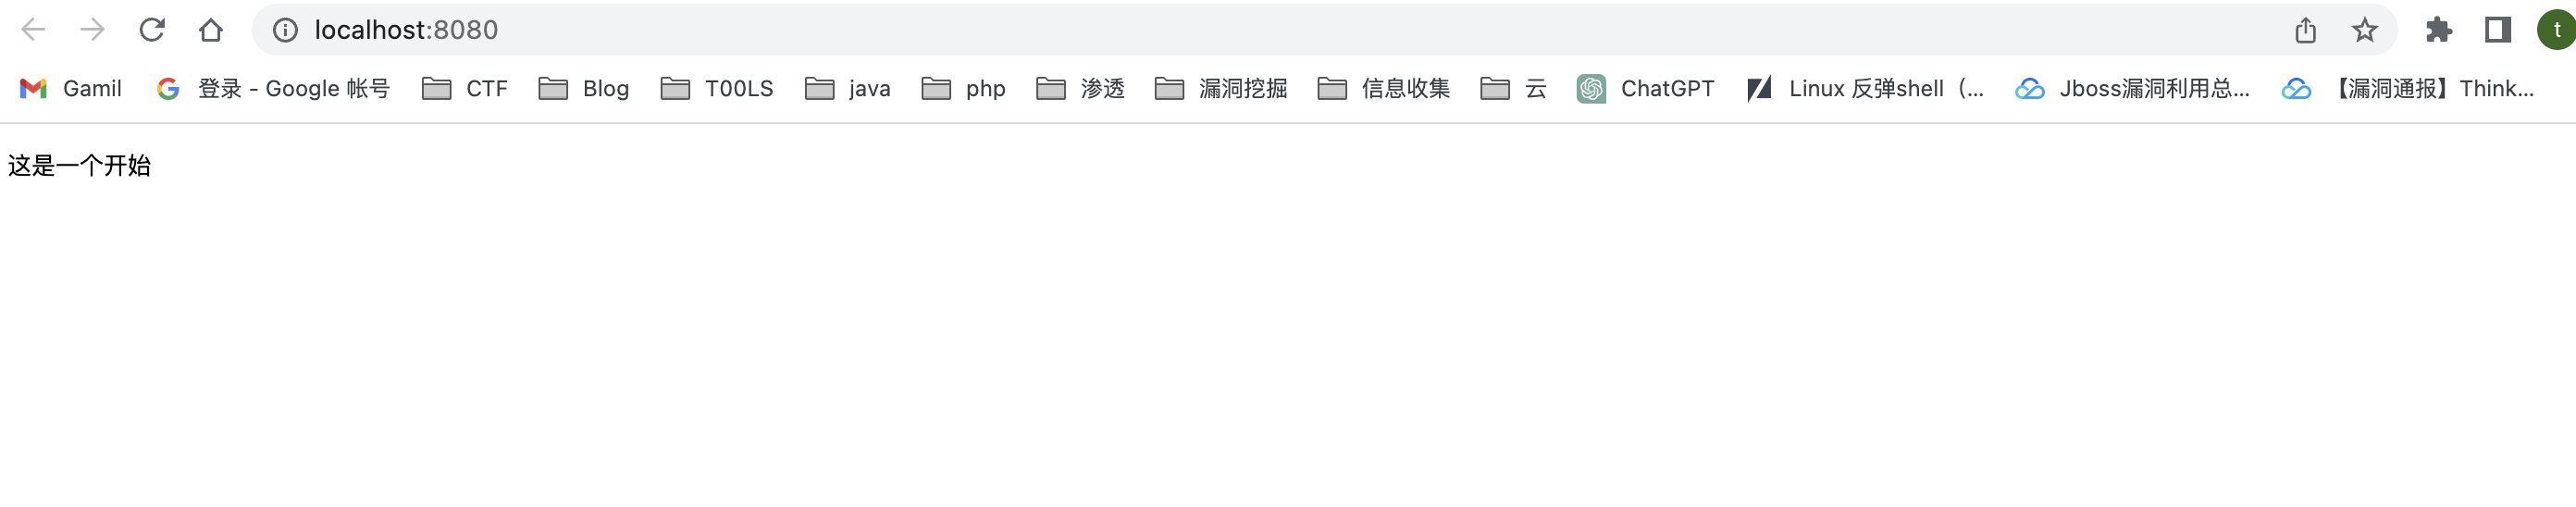 localhost:8080
t
Gamil 登录 - Google 帐号 CTF Blog T00LS java php 渗透 漏洞挖掘 信息收集 云 ChatGPT Linux 反弹shell（... Jboss漏洞利用总... 【漏洞通报】Think...
这是一个开始